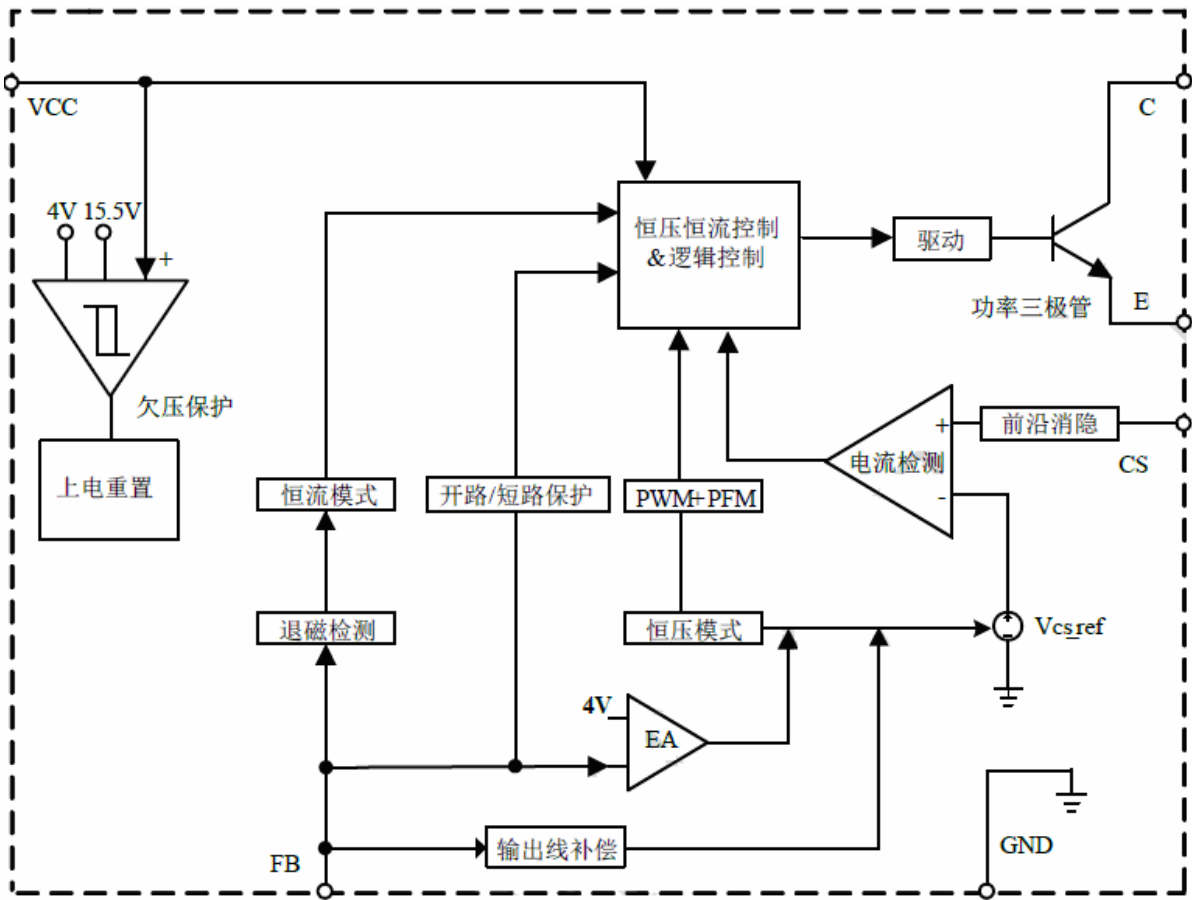 VCC
C
4V 15.5V
+
恒压恒流控制
&逻辑控制
驱动
功率三极管
E
欠压保护
上电重置
恒流模式
开路/短路保护
PWM+PFM
电流检测
+
-
前沿消隐
CS
退磁检测
恒压模式
Vcs_ref
4V
EA
输出线补偿
FB
GND